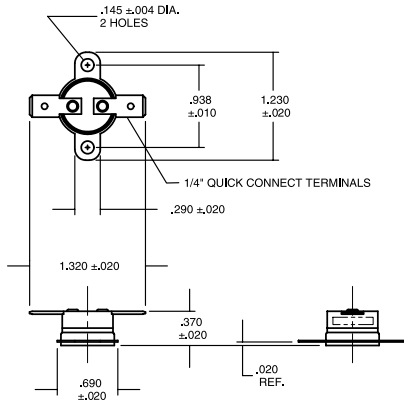 .145 ±.004 DIA.
2 HOLES
.938
±.010
1.230
±.020
1/4" QUICK CONNECT TERMINALS
.290 ±.020
1.320 ±.020
.370
±.020
.020
REF.
.690
±.020